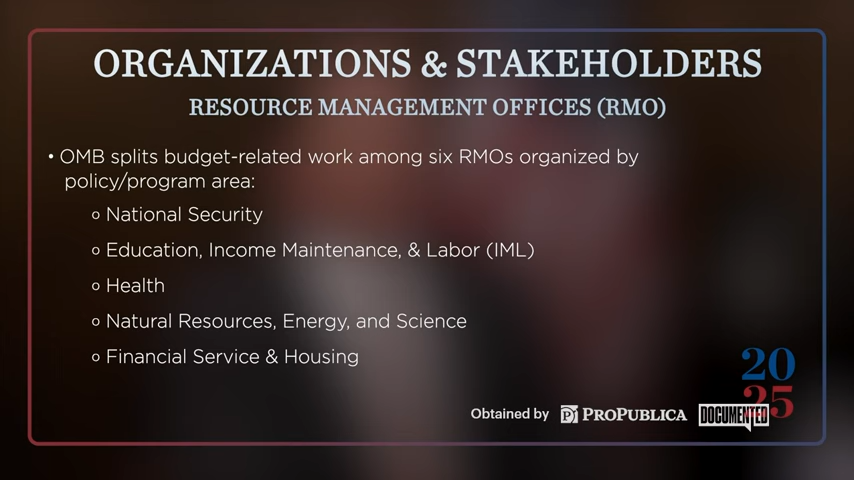 ORGANIZATIONS & STAKEHOLDERS
RESOURCE MANAGEMENT OFFICES (RMO)
• OMB splits budget-related work among six RMOs organized by
policy/program area:
○ National Security
○ Education, Income Maintenance, & Labor (IML)
○ Health
○ Natural Resources, Energy, and Science
○ Financial Service & Housing
20
25
Obtained by PROPUBLICA DOCUMENTED